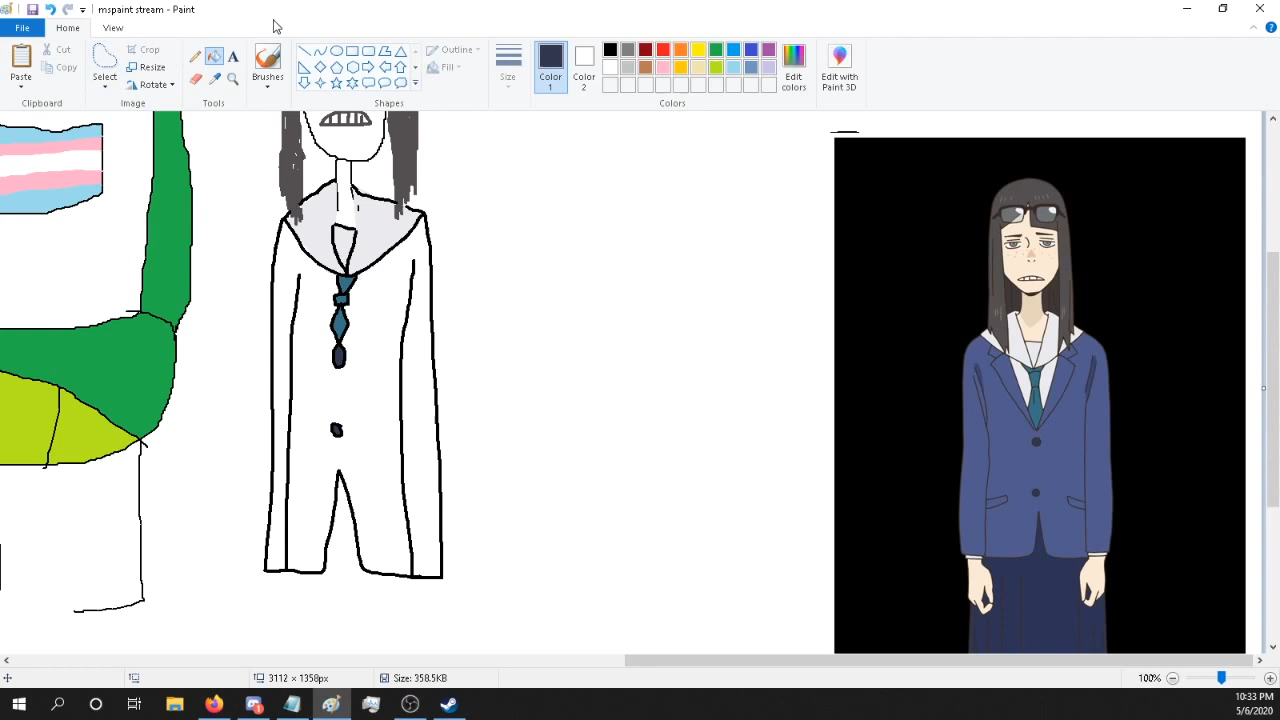 mspaint stream - Paint
File Home View
Paste Cut Copy
Select Crop Resize Rotate
Brushes
Outline
Fill
Size
Color 1
Color 2
Edit colors
Edit with Paint 3D
Clipboard Image Tools Shapes Colors
3112 × 1358px Size: 358.5KB 100%
10:33 PM
5/6/2020